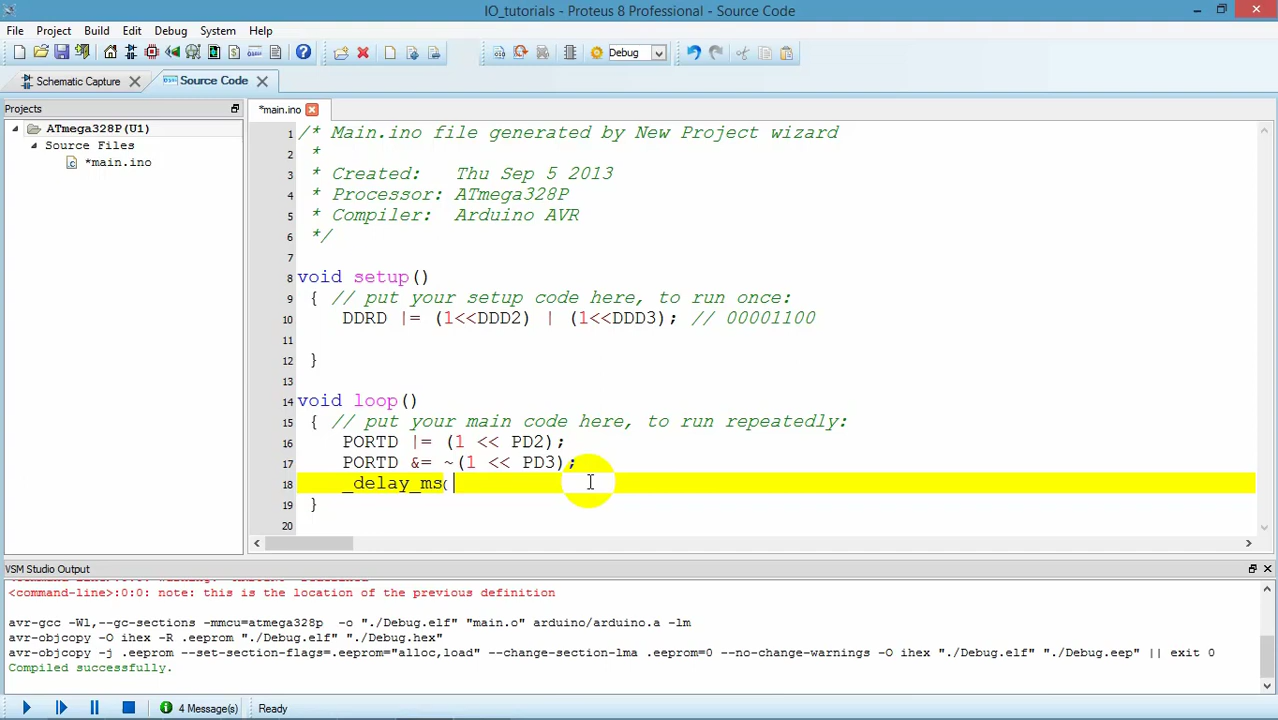 IO_tutorials - Proteus 8 Professional - Source Code
File Project Build Edit Debug System Help
Debug
Schematic Capture Source Code
Projects
*main.ino
ATmega328P(U1)
Source Files
*main.ino
1 /* Main.ino file generated by New Project wizard
2 *
3 * Created: Thu Sep 5 2013
4 * Processor: ATmega328P
5 * Compiler: Arduino AVR
6 */
7
8 void setup()
9 { // put your setup code here, to run once:
10 DDRD |= (1<<DDD2) | (1<<DDD3); // 00001100
11
12 }
13
14 void loop()
15 { // put your main code here, to run repeatedly:
16 PORTD |= (1 << PD2);
17 PORTD &= ~(1 << PD3);
18 _delay_ms(
19 }
20
VSM Studio Output
<command-line>:0:0: note: this is the location of the previous definition
avr-gcc -Wl,--gc-sections -mmcu=atmega328p -o "./Debug.elf" "main.o" arduino/arduino.a -lm
avr-objcopy -O ihex -R .eeprom "./Debug.elf" "./Debug.hex"
avr-objcopy -j .eeprom --set-section-flags=.eeprom="alloc,load" --change-section-lma .eeprom=0 --no-change-warnings -O ihex "./Debug.elf" "./Debug.eep" || exit 0
Compiled successfully.
4 Message(s) Ready